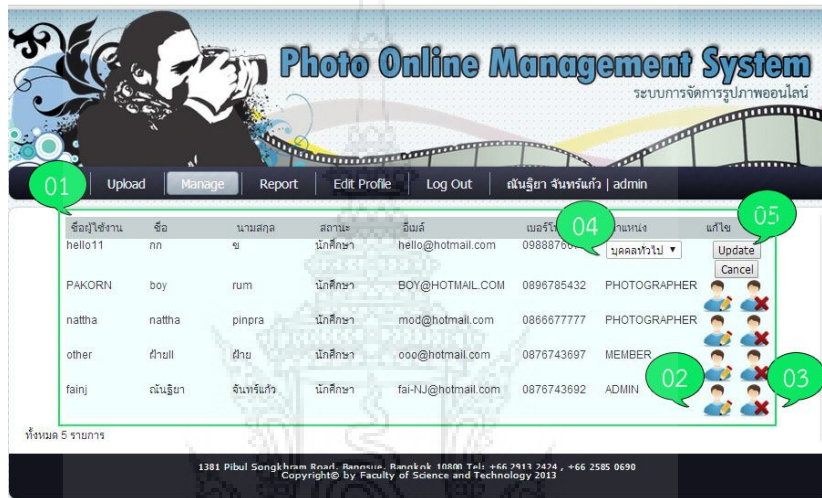 Photo Online Management System
ระบบการจัดการรูปภาพออนไลน์
01 Upload Manage Report Edit Profile Log Out ณันฐิยา จันทร์แก้ว | admin
04 05
ชื่อผู้ใช้งาน ชื่อ นามสกุล สถานะ อีเมล์ แก้ไข
hello11 กก ข นักศึกษา hello@hotmail.com บุคคลทั่วไป Update
Cancel
PAKORN boy rum นักศึกษา BOY@HOTMAIL.COM 0896785432 PHOTOGRAPHER
nattha nattha pinpra นักศึกษา mod@hotmail.com 0866677777 PHOTOGRAPHER
other ฝ้ายll ฝ้าย นักศึกษา ooo@hotmail.com 0876743697 MEMBER
02 03
fainj ณันฐิยา จันทร์แก้ว นักศึกษา fai-NJ@hotmail.com 0876743692 ADMIN
ทั้งหมด 5 รายการ
1381 Pibul Songkhram Road, Bangsue, Bangkok 10800 Tel: +66 2913 2424 , +66 2585 0690
Copyright© by Faculty of Science and Technology 2013